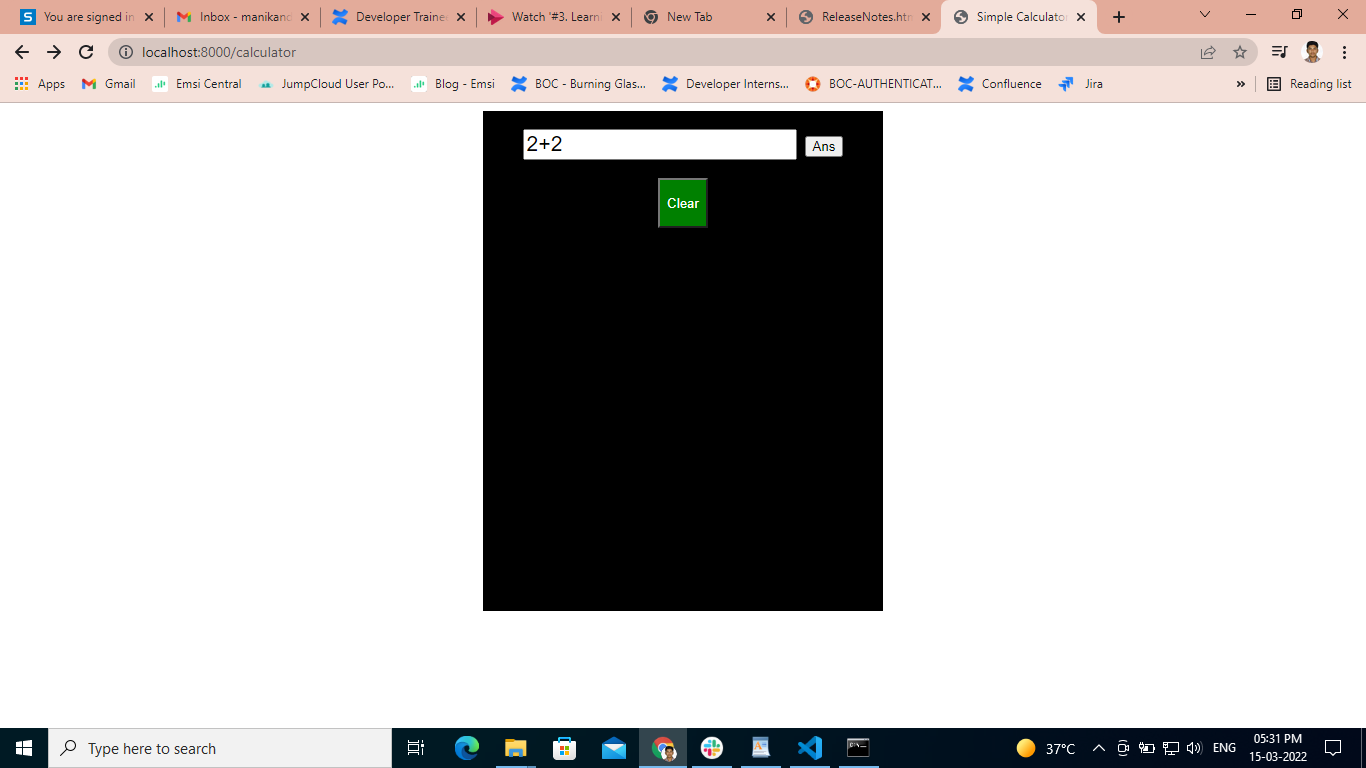 You are signed in
Inbox - manikand
Developer Trainee
Watch '#3. Learni
New Tab
ReleaseNotes.htm
Simple Calculator
localhost:8000/calculator
Apps
Gmail
Emsi Central
JumpCloud User Po...
Blog - Emsi
BOC - Burning Glas...
Developer Interns...
BOC-AUTHENTICAT...
Confluence
Jira
»
Reading list
2+2
Ans
Clear
Type here to search
37°C
ENG
05:31 PM
15-03-2022